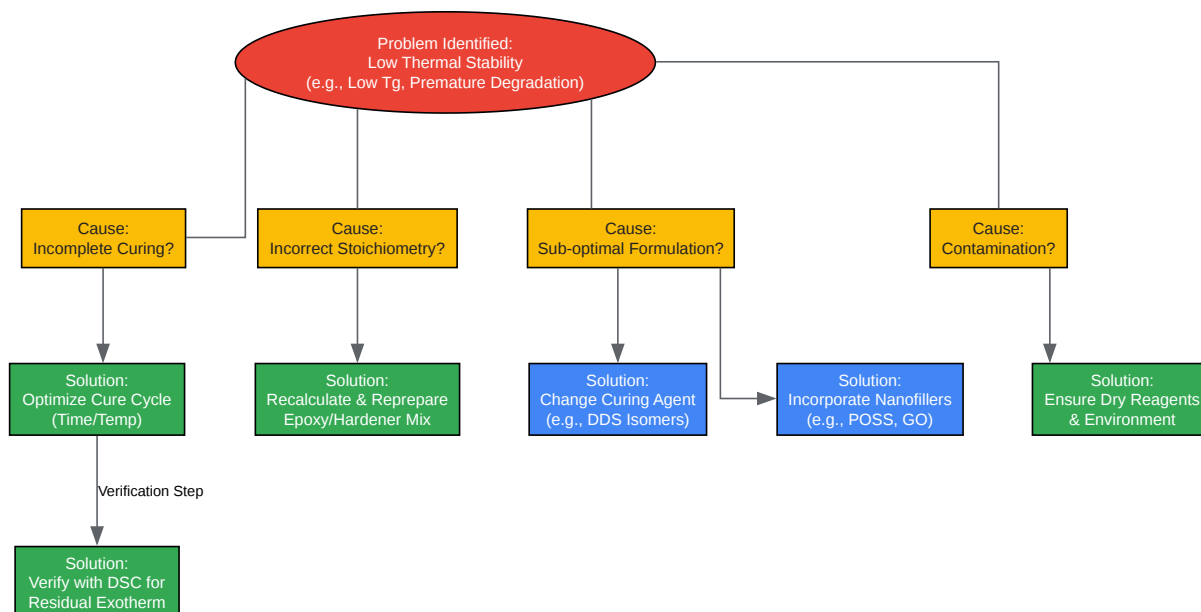 Problem Identified:
Low Thermal Stability
(e.g., Low Tg, Premature Degradation)
Cause:
Incomplete Curing?
Cause:
Incorrect Stoichiometry?
Cause:
Sub-optimal Formulation?
Cause:
Contamination?
Solution:
Optimize Cure Cycle
(Time/Temp)
Solution:
Recalculate & Reprepare
Epoxy/Hardener Mix
Solution:
Change Curing Agent
(e.g., DDS Isomers)
Solution:
Incorporate Nanofillers
(e.g., POSS, GO)
Solution:
Ensure Dry Reagents
& Environment
Verification Step
Solution:
Verify with DSC for
Residual Exotherm